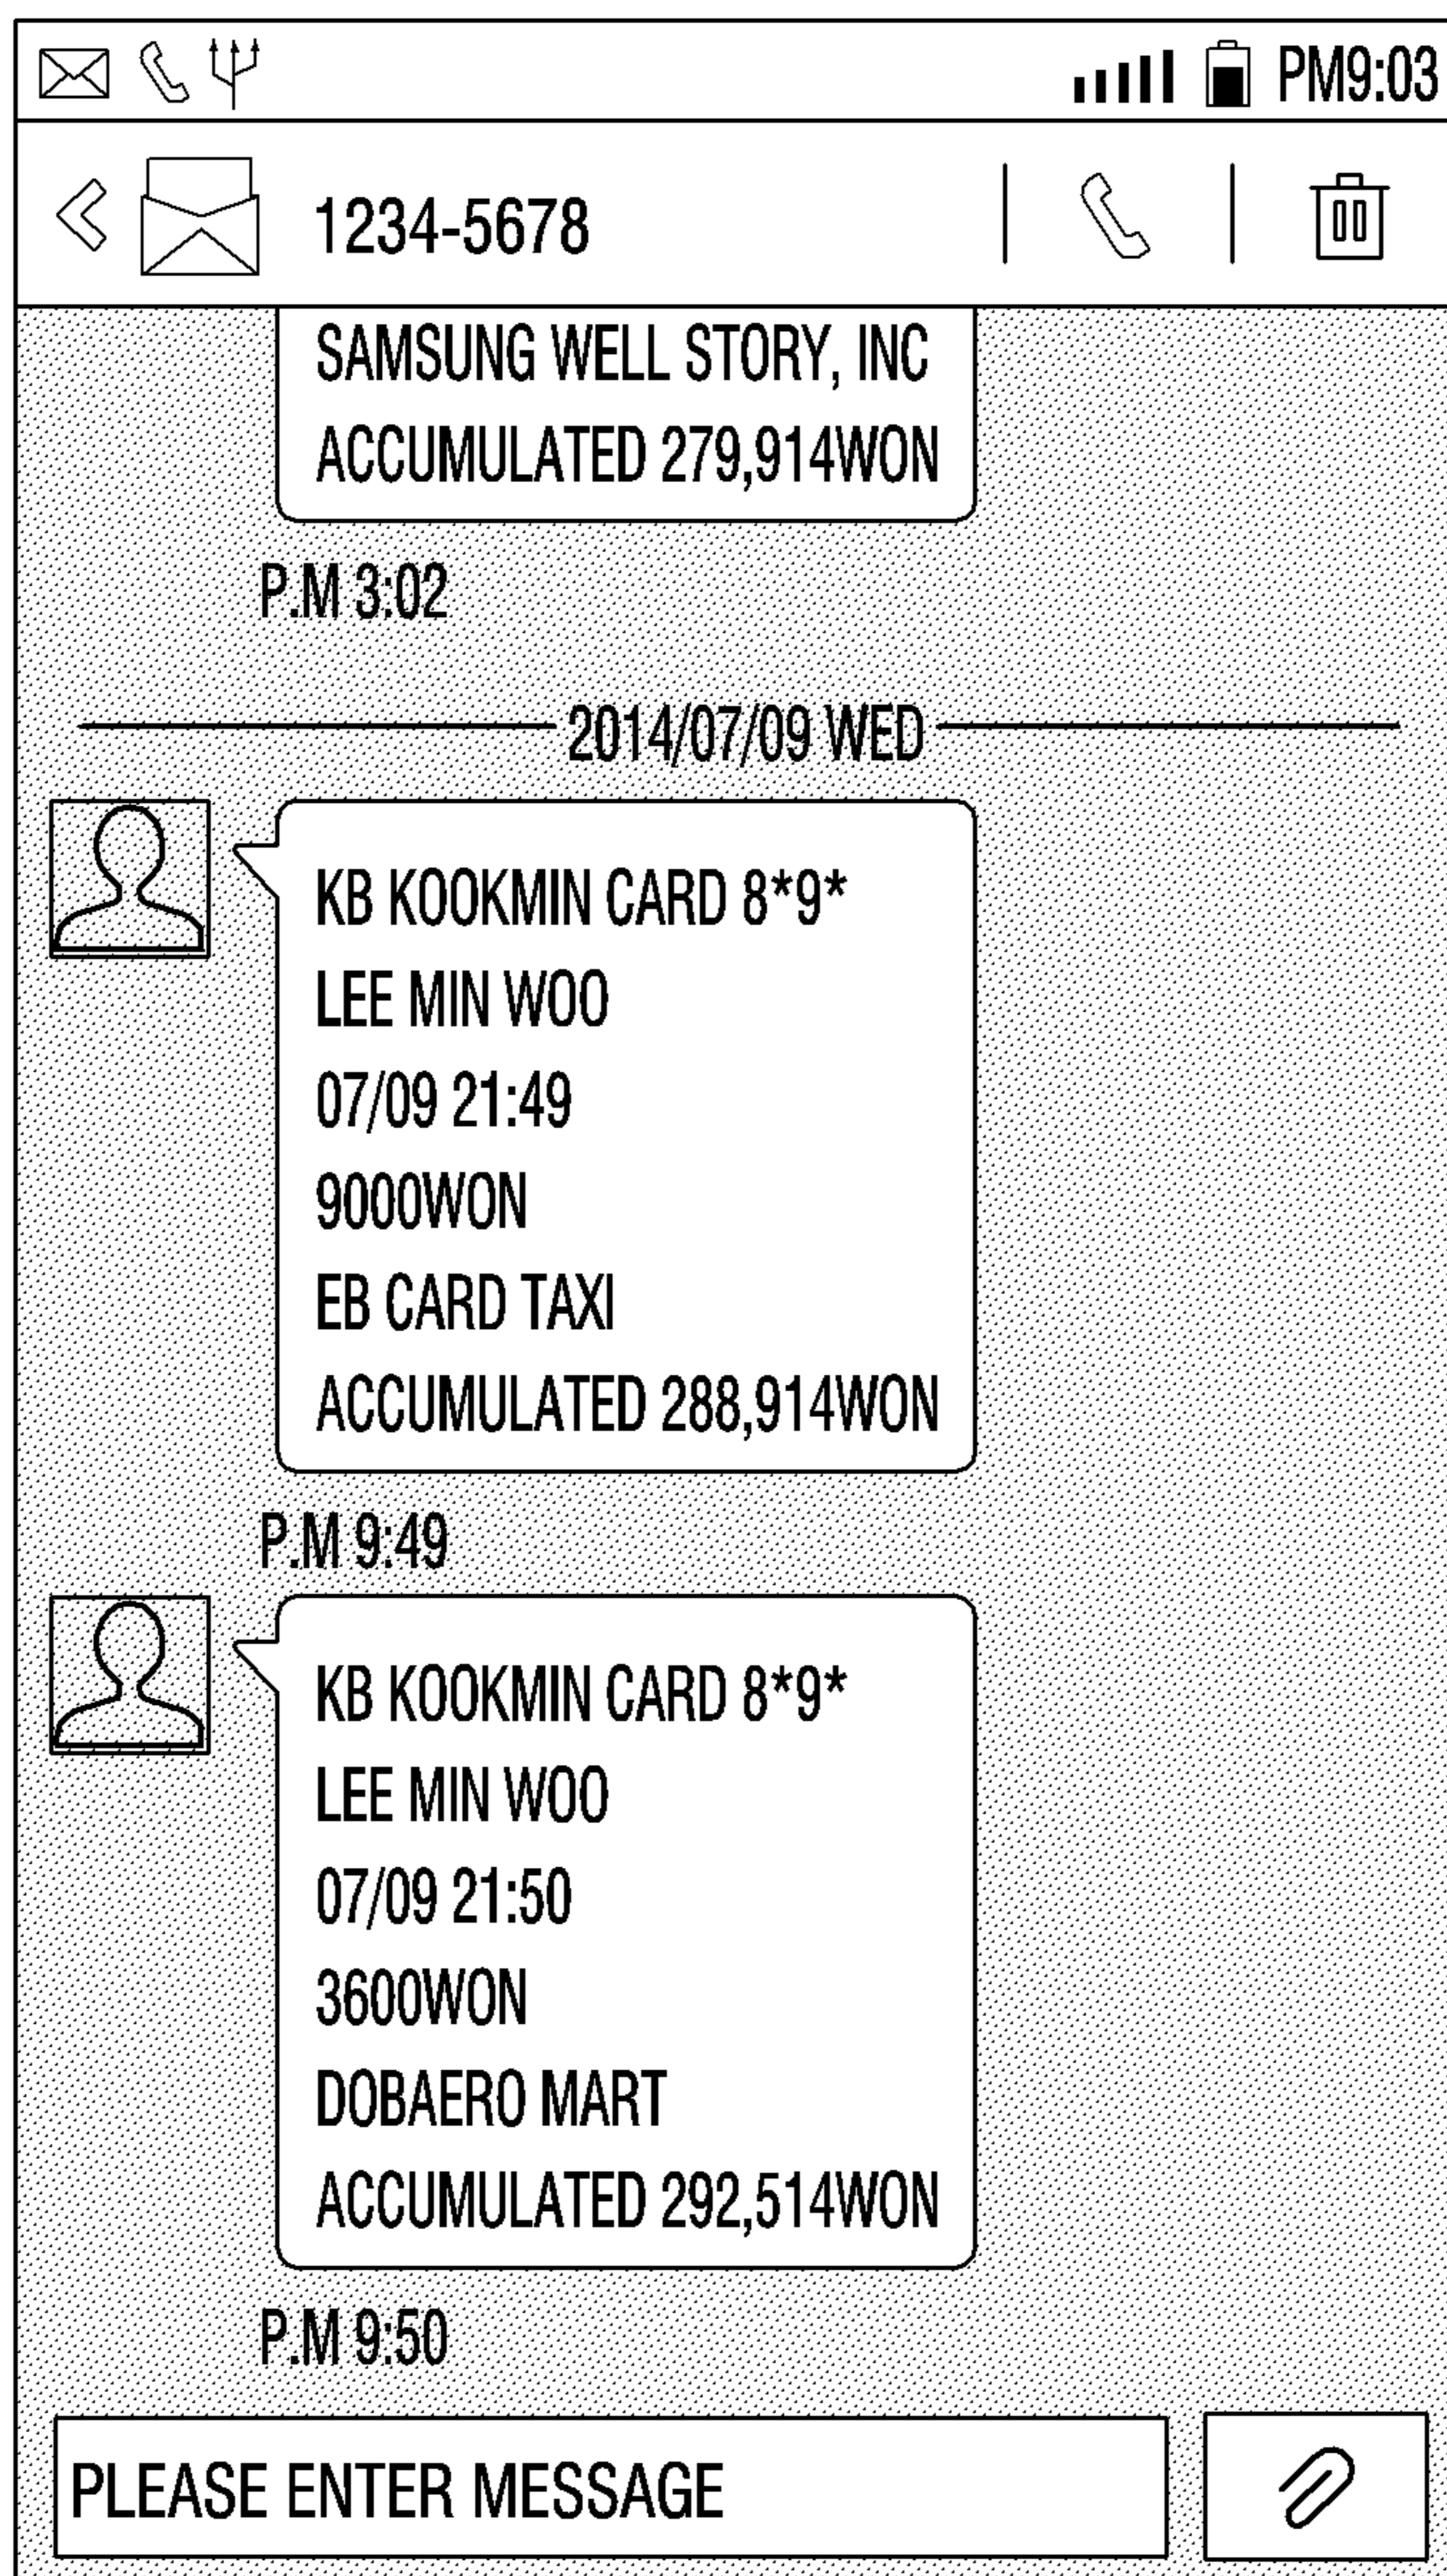 PM9:03
1234-5678
SAMSUNG WELL STORY, INC
ACCUMULATED 279,914WON
P.M 3:02
2014/07/09 WED
KB KOOKMIN CARD 8*9*
LEE MIN WOO
07/09 21:49
9000WON
EB CARD TAXI
ACCUMULATED 288,914WON
P.M 9:49
KB KOOKMIN CARD 8*9*
LEE MIN WOO
07/09 21:50
3600WON
DOBAERO MART
ACCUMULATED 292,514WON
P.M 9:50
PLEASE ENTER MESSAGE